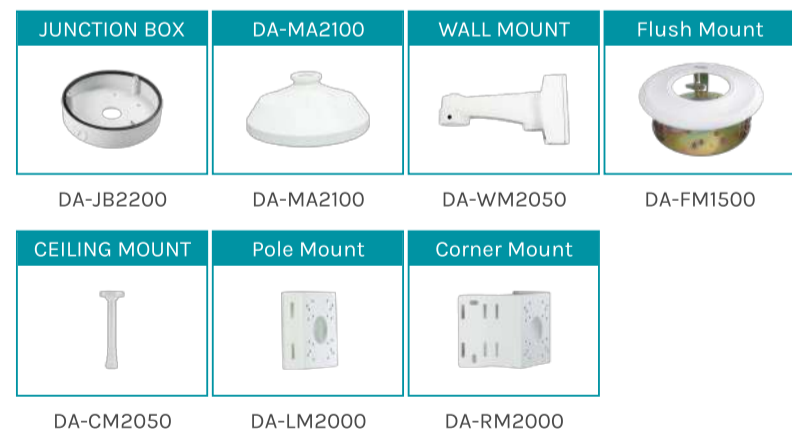 JUNCTION BOX
DA-MA2100
WALL MOUNT
Flush Mount
DA-JB2200
DA-MA2100
DA-WM2050
DA-FM1500
CEILING MOUNT
Pole Mount
Corner Mount
DA-CM2050
DA-LM2000
DA-RM2000